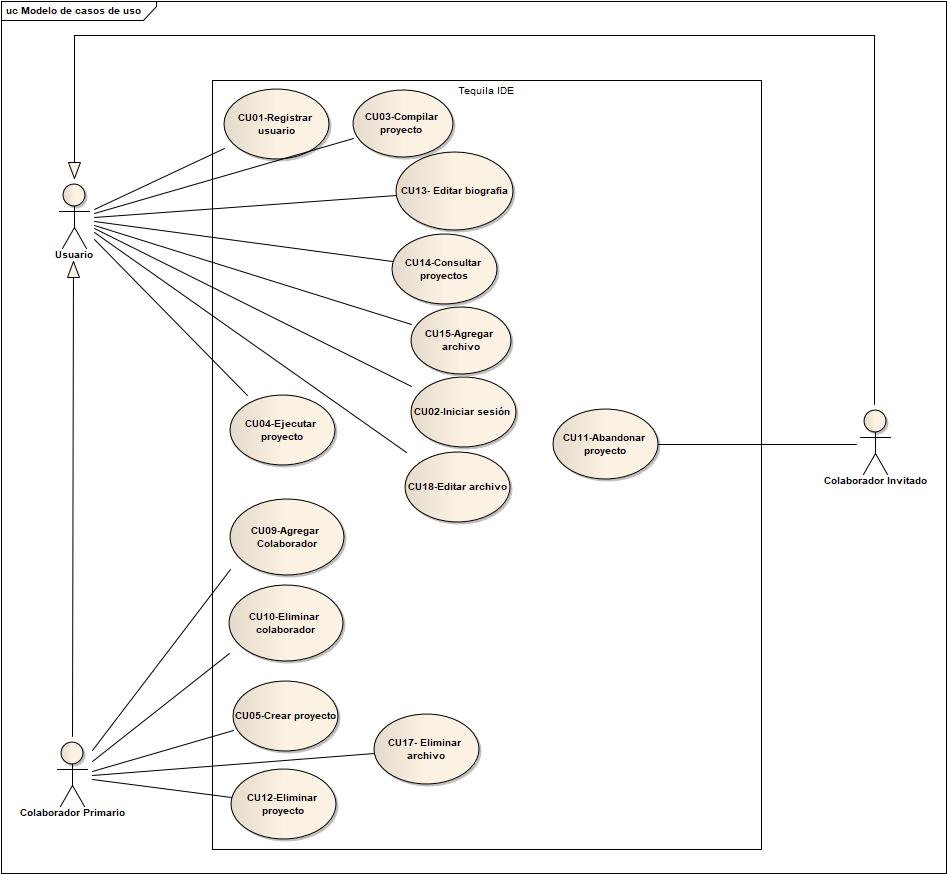 uc Modelo de casos de uso
Tequila IDE
CU01-Registrar
usuario
CU03-Compilar
proyecto
CU13- Editar biografia
Usuario
CU14-Consultar
proyectos
CU15-Agregar
archivo
CU02-Iniciar sesión
CU04-Ejecutar
proyecto
CU11-Abandonar
proyecto
Colaborador Invitado
CU18-Editar archivo
CU09-Agregar
Colaborador
CU10-Eliminar
colaborador
CU05-Crear proyecto
CU17- Eliminar
archivo
CU12-Eliminar
proyecto
Colaborador Primario